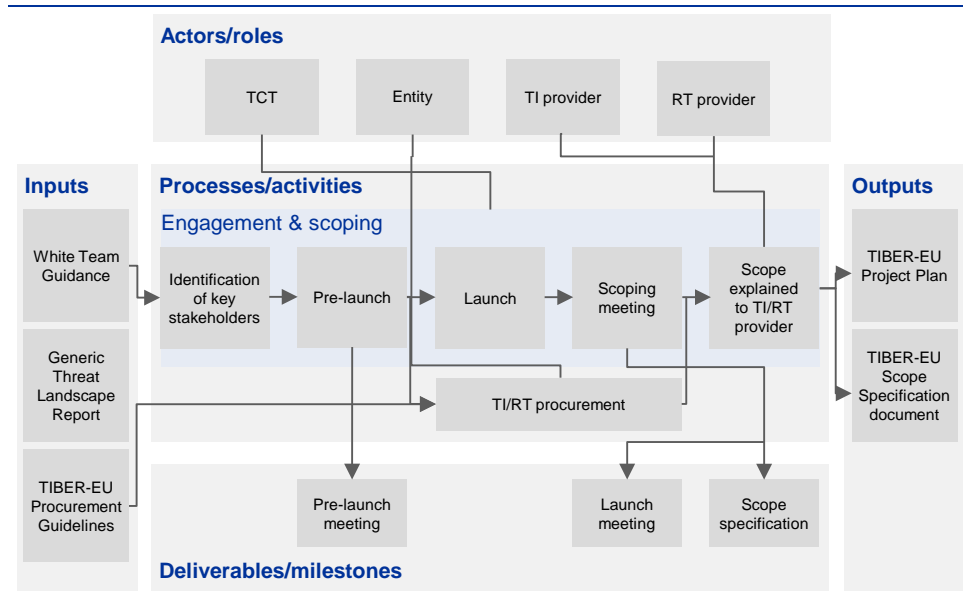 Actors/roles
TCT
Entity
TI provider
RT provider
Inputs
White Team
Guidance
Generic
Threat
Landscape
Report
TIBER-EU
Procurement
Guidelines
Processes/activities
Engagement & scoping
Identification
of key
stakeholders
Pre-launch
Launch
Scoping
meeting
Scope
explained
to TI/RT
provider
TI/RT procurement
Outputs
TIBER-EU
Project Plan
TIBER-EU
Scope
Specification
document
Pre-launch
meeting
Launch
meeting
Scope
specification
Deliverables/milestones